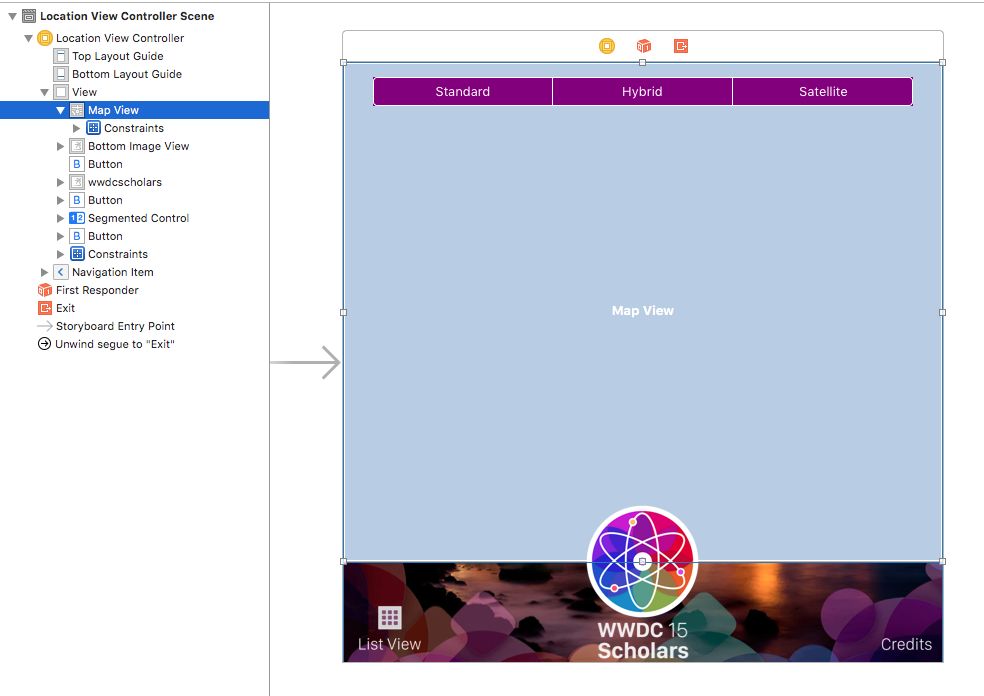 Location View Controller Scene
Location View Controller
Top Layout Guide
Bottom Layout Guide
View
Map View
Constraints
Bottom Image View
B Button
wwdcscholars
B Button
1 2 Segmented Control
B Button
Constraints
Navigation Item
First Responder
Exit
Storyboard Entry Point
Unwind segue to "Exit"
Standard Hybrid Satellite
Map View
List View
WWDC 15
Scholars
Credits